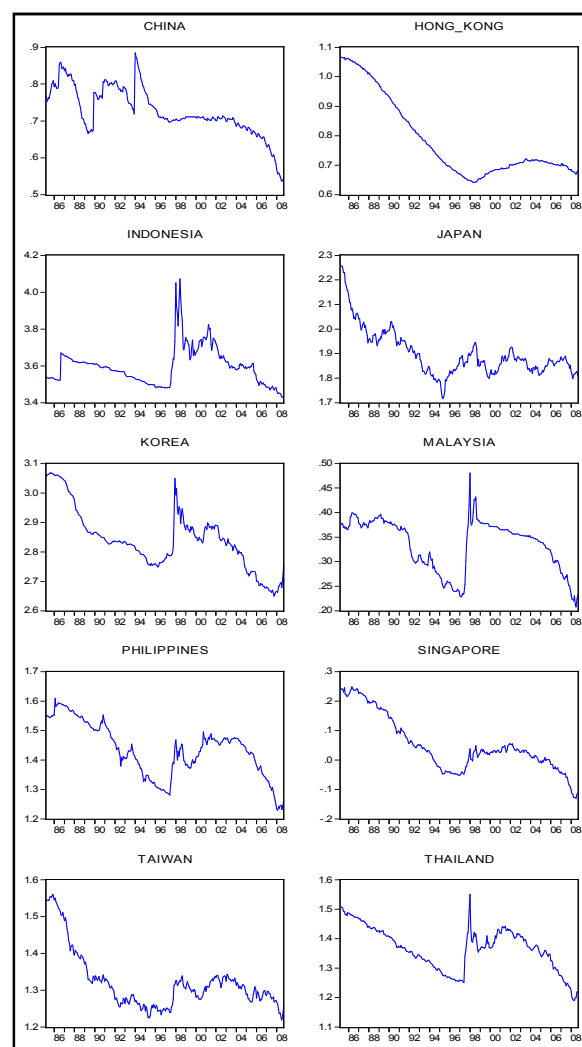 CHINA
.9
.8
.7
.6
.5
86 88 90 92 94 96 98 00 02 04 06 08
HONG_KONG
1.1
1.0
0.9
0.8
0.7
0.6
86 88 90 92 94 96 98 00 02 04 06 08
INDONESIA
4.2
4.0
3.8
3.6
3.4
86 88 90 92 94 96 98 00 02 04 06 08
JAPAN
2.3
2.2
2.1
2.0
1.9
1.8
1.7
86 88 90 92 94 96 98 00 02 04 06 08
KOREA
3.1
3.0
2.9
2.8
2.7
2.6
86 88 90 92 94 96 98 00 02 04 06 08
MALAYSIA
.50
.45
.40
.35
.30
.25
.20
86 88 90 92 94 96 98 00 02 04 06 08
PHILIPPINES
1.7
1.6
1.5
1.4
1.3
1.2
86 88 90 92 94 96 98 00 02 04 06 08
SINGAPORE
.3
.2
.1
.0
-.1
-.2
86 88 90 92 94 96 98 00 02 04 06 08
TAIWAN
1.6
1.5
1.4
1.3
1.2
86 88 90 92 94 96 98 00 02 04 06 08
THAILAND
1.6
1.5
1.4
1.3
1.2
1.1
86 88 90 92 94 96 98 00 02 04 06 08